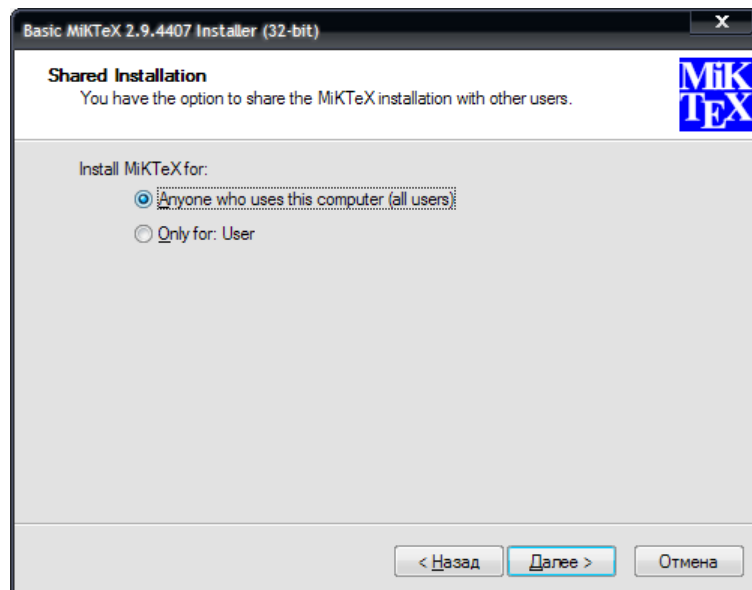 Basic MiKTeX 2.9.4407 Installer (32-bit)
X
Shared Installation
You have the option to share the MiKTeX installation with other users.
MiK
TEX
Install MiKTeX for:
Anyone who uses this computer (all users)
Only for: User
< Назад
Далее >
Отмена